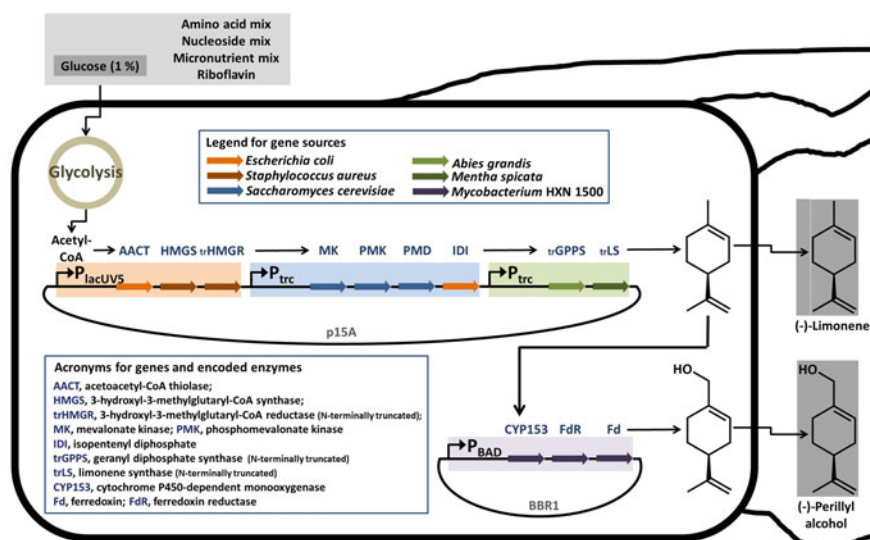 Amino acid mix
Nucleoside mix
Micronutrient mix
Riboflavin
Glucose (1 %)
Glycolysis
Legend for gene sources
Escherichia coli
Staphylococcus aureus
Saccharomyces cerevisiae
Abies grandis
Mentha spicata
Mycobacterium HXN 1500
Acetyl-
CoA
AACT HMGS trHMGR MK PMK PMD IDI trGPPS trLS
PlacUV5 Ptrc Ptrc
p15A
(-)-Limonene
Acronyms for genes and encoded enzymes
AACT, acetoacetyl-CoA thiolase;
HMGS, 3-hydroxyl-3-methylglutaryl-CoA synthase;
trHMGR, 3-hydroxyl-3-methylglutaryl-CoA reductase (N-terminally truncated);
MK, mevalonate kinase; PMK, phosphomevalonate kinase
IDI, isopentenyl diphosphate
trGPPS, geranyl diphosphate synthase (N-terminally truncated)
trLS, limonene synthase (N-terminally truncated)
CYP153, cytochrome P450-dependent monooxygenase
Fd, ferredoxin; FdR, ferredoxin reductase
CYP153 FdR Fd
PBAD
BBR1
HO
HO
(-)-Perillyl
alcohol